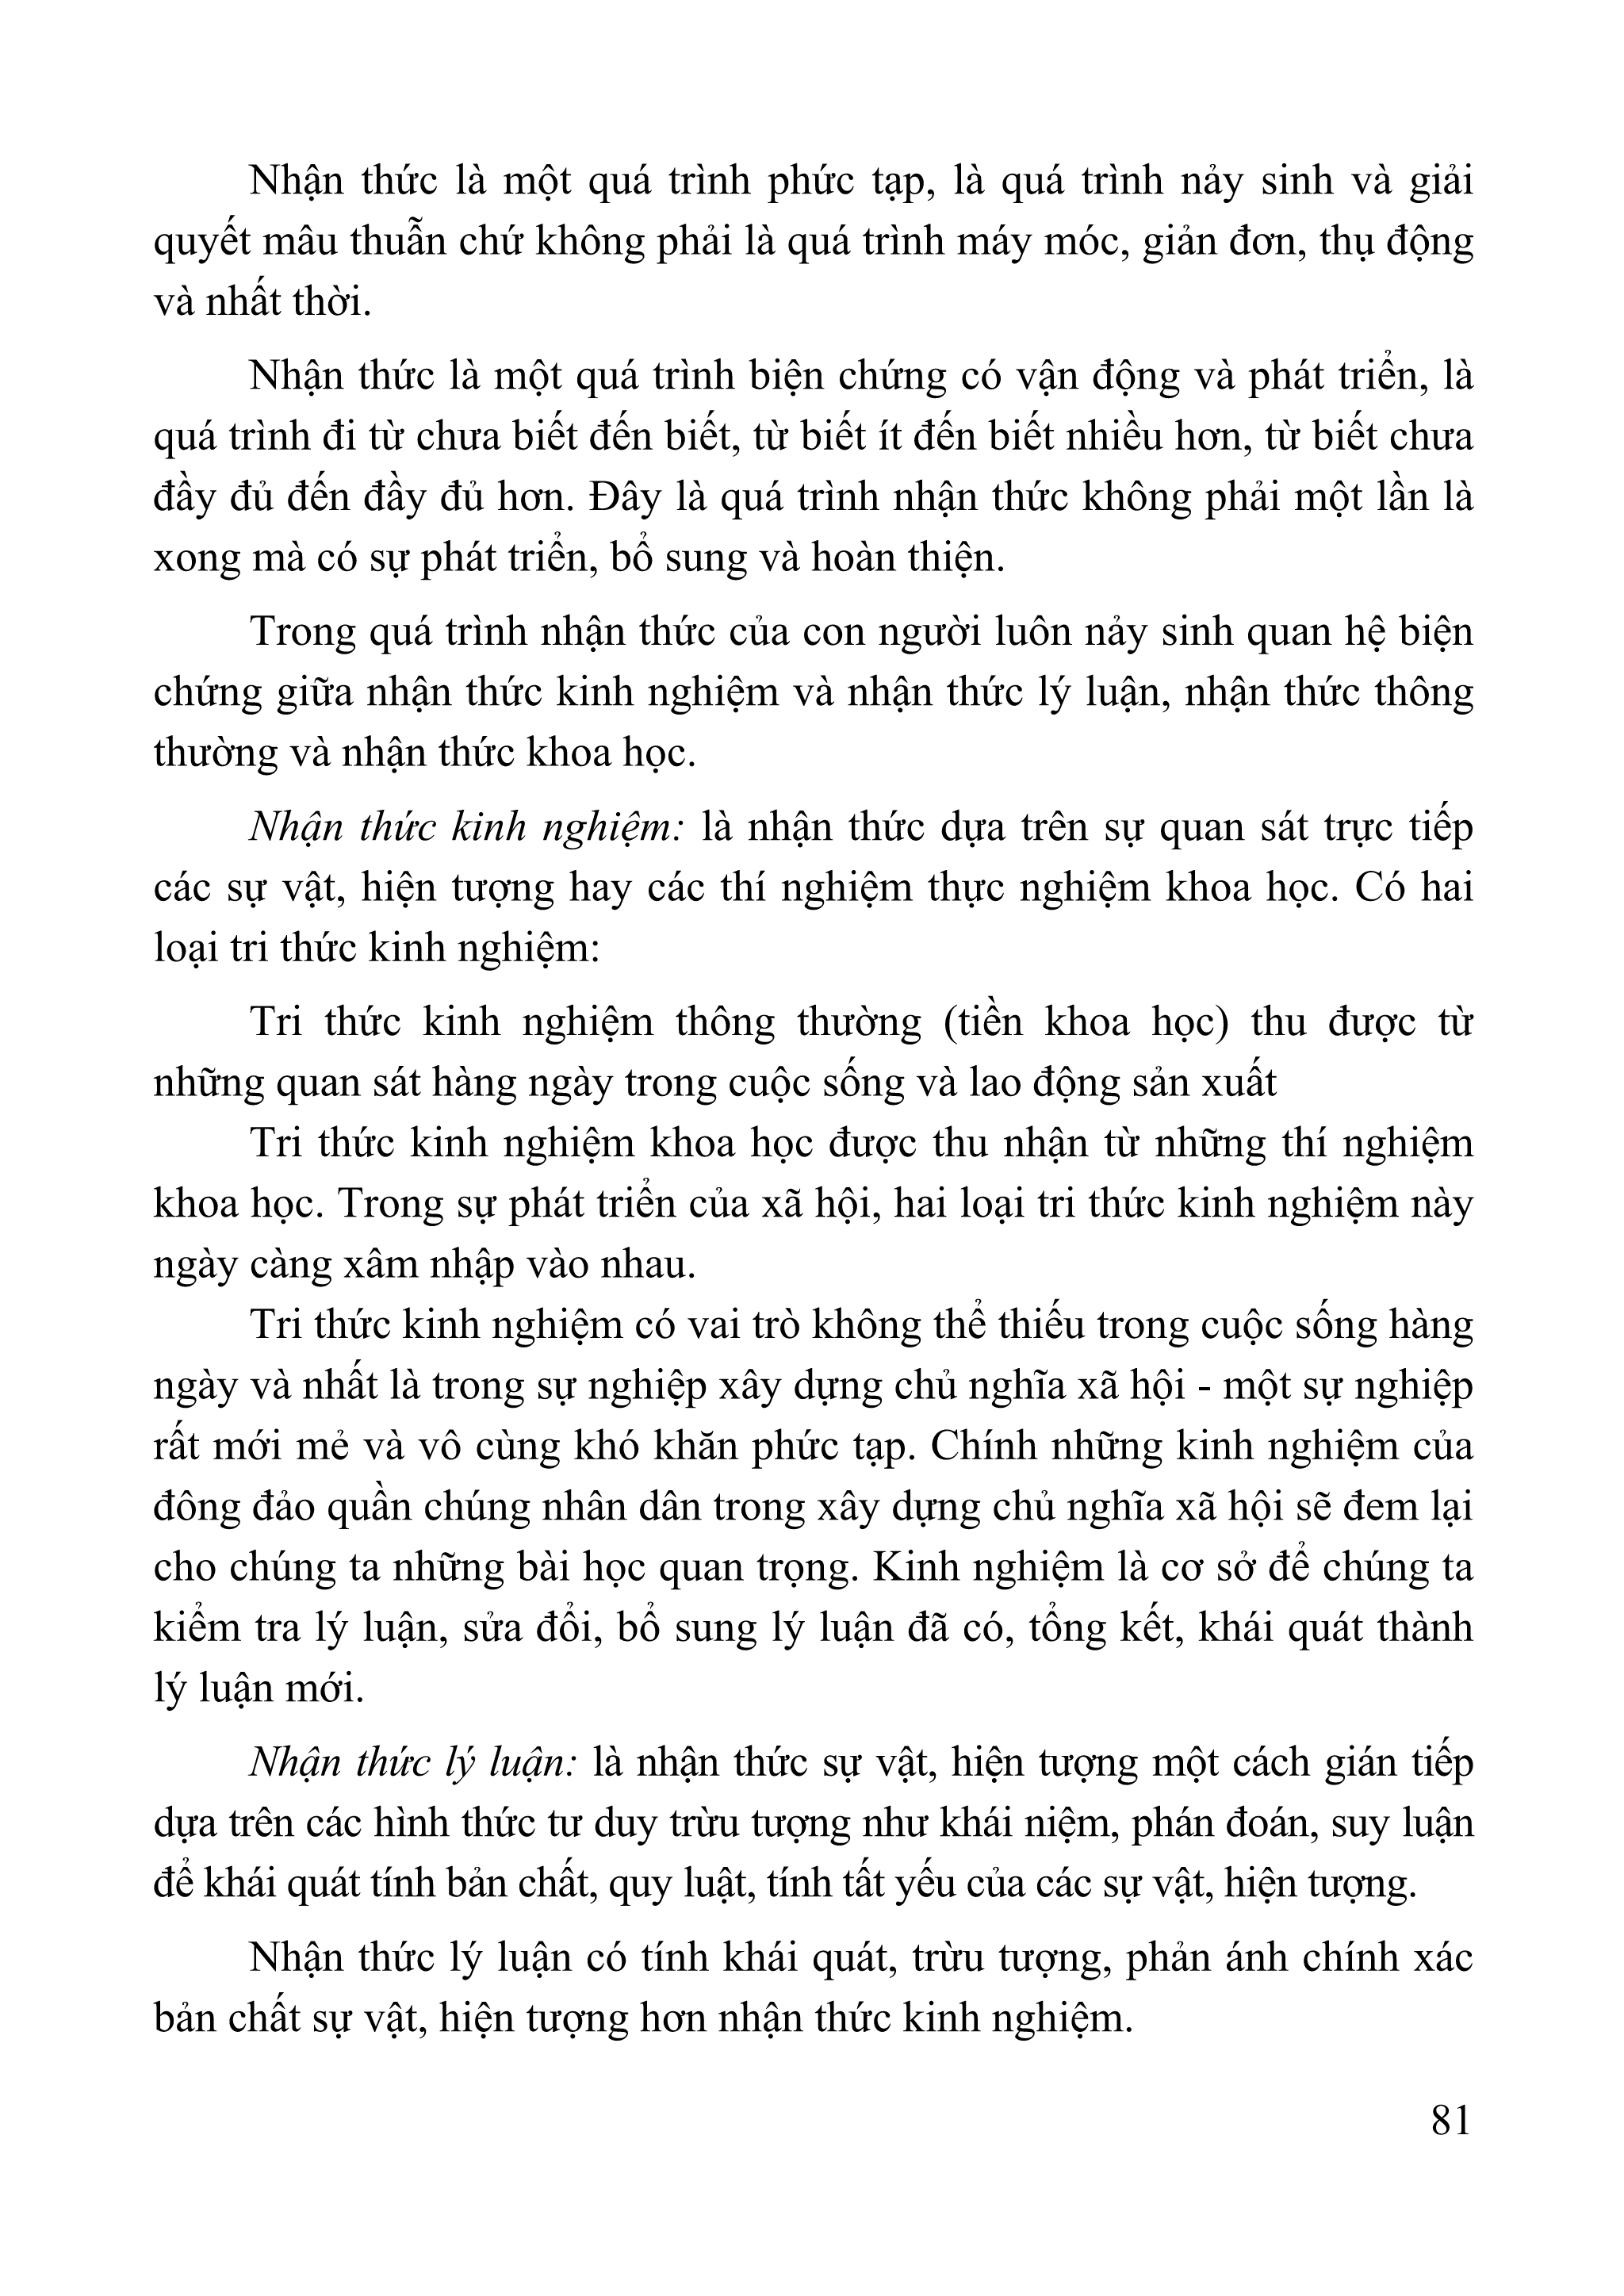 Nhận thức là một quá trình phức tạp, là quá trình nảy sinh và giải
quyết mâu thuẫn chứ không phải là quá trình máy móc, giản đơn, thụ động
và nhất thời.
Nhận thức là một quá trình biện chứng có vận động và phát triển, là
quá trình đi từ chưa biết đến biết, từ biết ít đến biết nhiều hơn, từ biết chưa
đầy đủ đến đầy đủ hơn. Đây là quá trình nhận thức không phải một lần là
xong mà có sự phát triển, bổ sung và hoàn thiện.
Trong quá trình nhận thức của con người luôn nảy sinh quan hệ biện
chứng giữa nhận thức kinh nghiệm và nhận thức lý luận, nhận thức thông
thường và nhận thức khoa học.
Nhận thức kinh nghiệm: là nhận thức dựa trên sự quan sát trực tiếp
các sự vật, hiện tượng hay các thí nghiệm thực nghiệm khoa học. Có hai
loại tri thức kinh nghiệm:
Tri thức kinh nghiệm thông thường (tiền khoa học) thu được từ
những quan sát hàng ngày trong cuộc sống và lao động sản xuất
Tri thức kinh nghiệm khoa học được thu nhận từ những thí nghiệm
khoa học. Trong sự phát triển của xã hội, hai loại tri thức kinh nghiệm này
ngày càng xâm nhập vào nhau.
Tri thức kinh nghiệm có vai trò không thể thiếu trong cuộc sống hàng
ngày và nhất là trong sự nghiệp xây dựng chủ nghĩa xã hội - một sự nghiệp
rất mới mẻ và vô cùng khó khăn phức tạp. Chính những kinh nghiệm của
đông đảo quần chúng nhân dân trong xây dựng chủ nghĩa xã hội sẽ đem lại
cho chúng ta những bài học quan trọng. Kinh nghiệm là cơ sở để chúng ta
kiểm tra lý luận, sửa đổi, bổ sung lý luận đã có, tổng kết, khái quát thành
lý luận mới.
Nhận thức lý luận: là nhận thức sự vật, hiện tượng một cách gián tiếp
dựa trên các hình thức tư duy trừu tượng như khái niệm, phán đoán, suy luận
để khái quát tính bản chất, quy luật, tính tất yếu của các sự vật, hiện tượng.
Nhận thức lý luận có tính khái quát, trừu tượng, phản ánh chính xác
bản chất sự vật, hiện tượng hơn nhận thức kinh nghiệm.
81